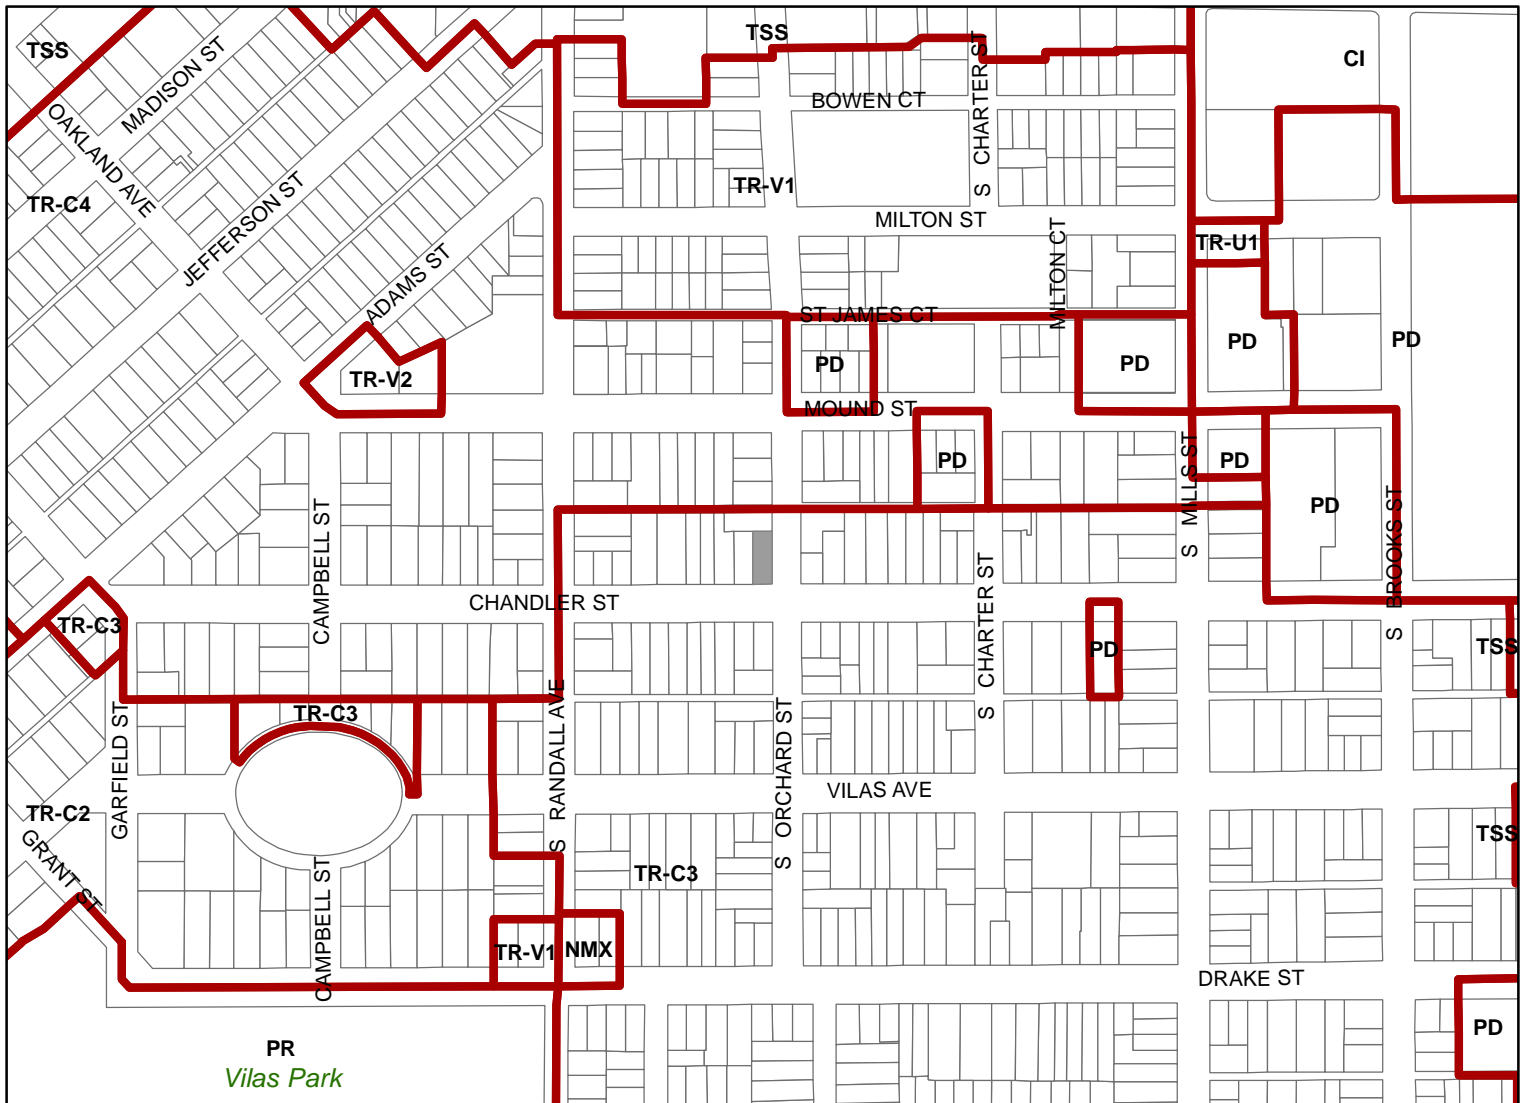 TSS
MADISON ST
OAKLAND AVE
TR-C4
JEFFERSON ST
ADAMS ST
TSS
BOWEN CT
S CHARTER ST
CI
TR-V1
MILTON ST
MILTON CT
TR-U1
ST JAMES CT
PD
PD
PD
PD
TR-V2
MOUND ST
PD
S MILLS ST
PD
PD
S BROOKS ST
CAMPBELL ST
CHANDLER ST
S CHARTER ST
TR-C3
PD
TSS
TR-C3
GARFIELD ST
S RANDALL AVE
S ORCHARD ST
VILAS AVE
TR-C2
GRANT ST
TSS
CAMPBELL ST
TR-C3
TR-V1
NMX
DRAKE ST
PD
PR
Vilas Park